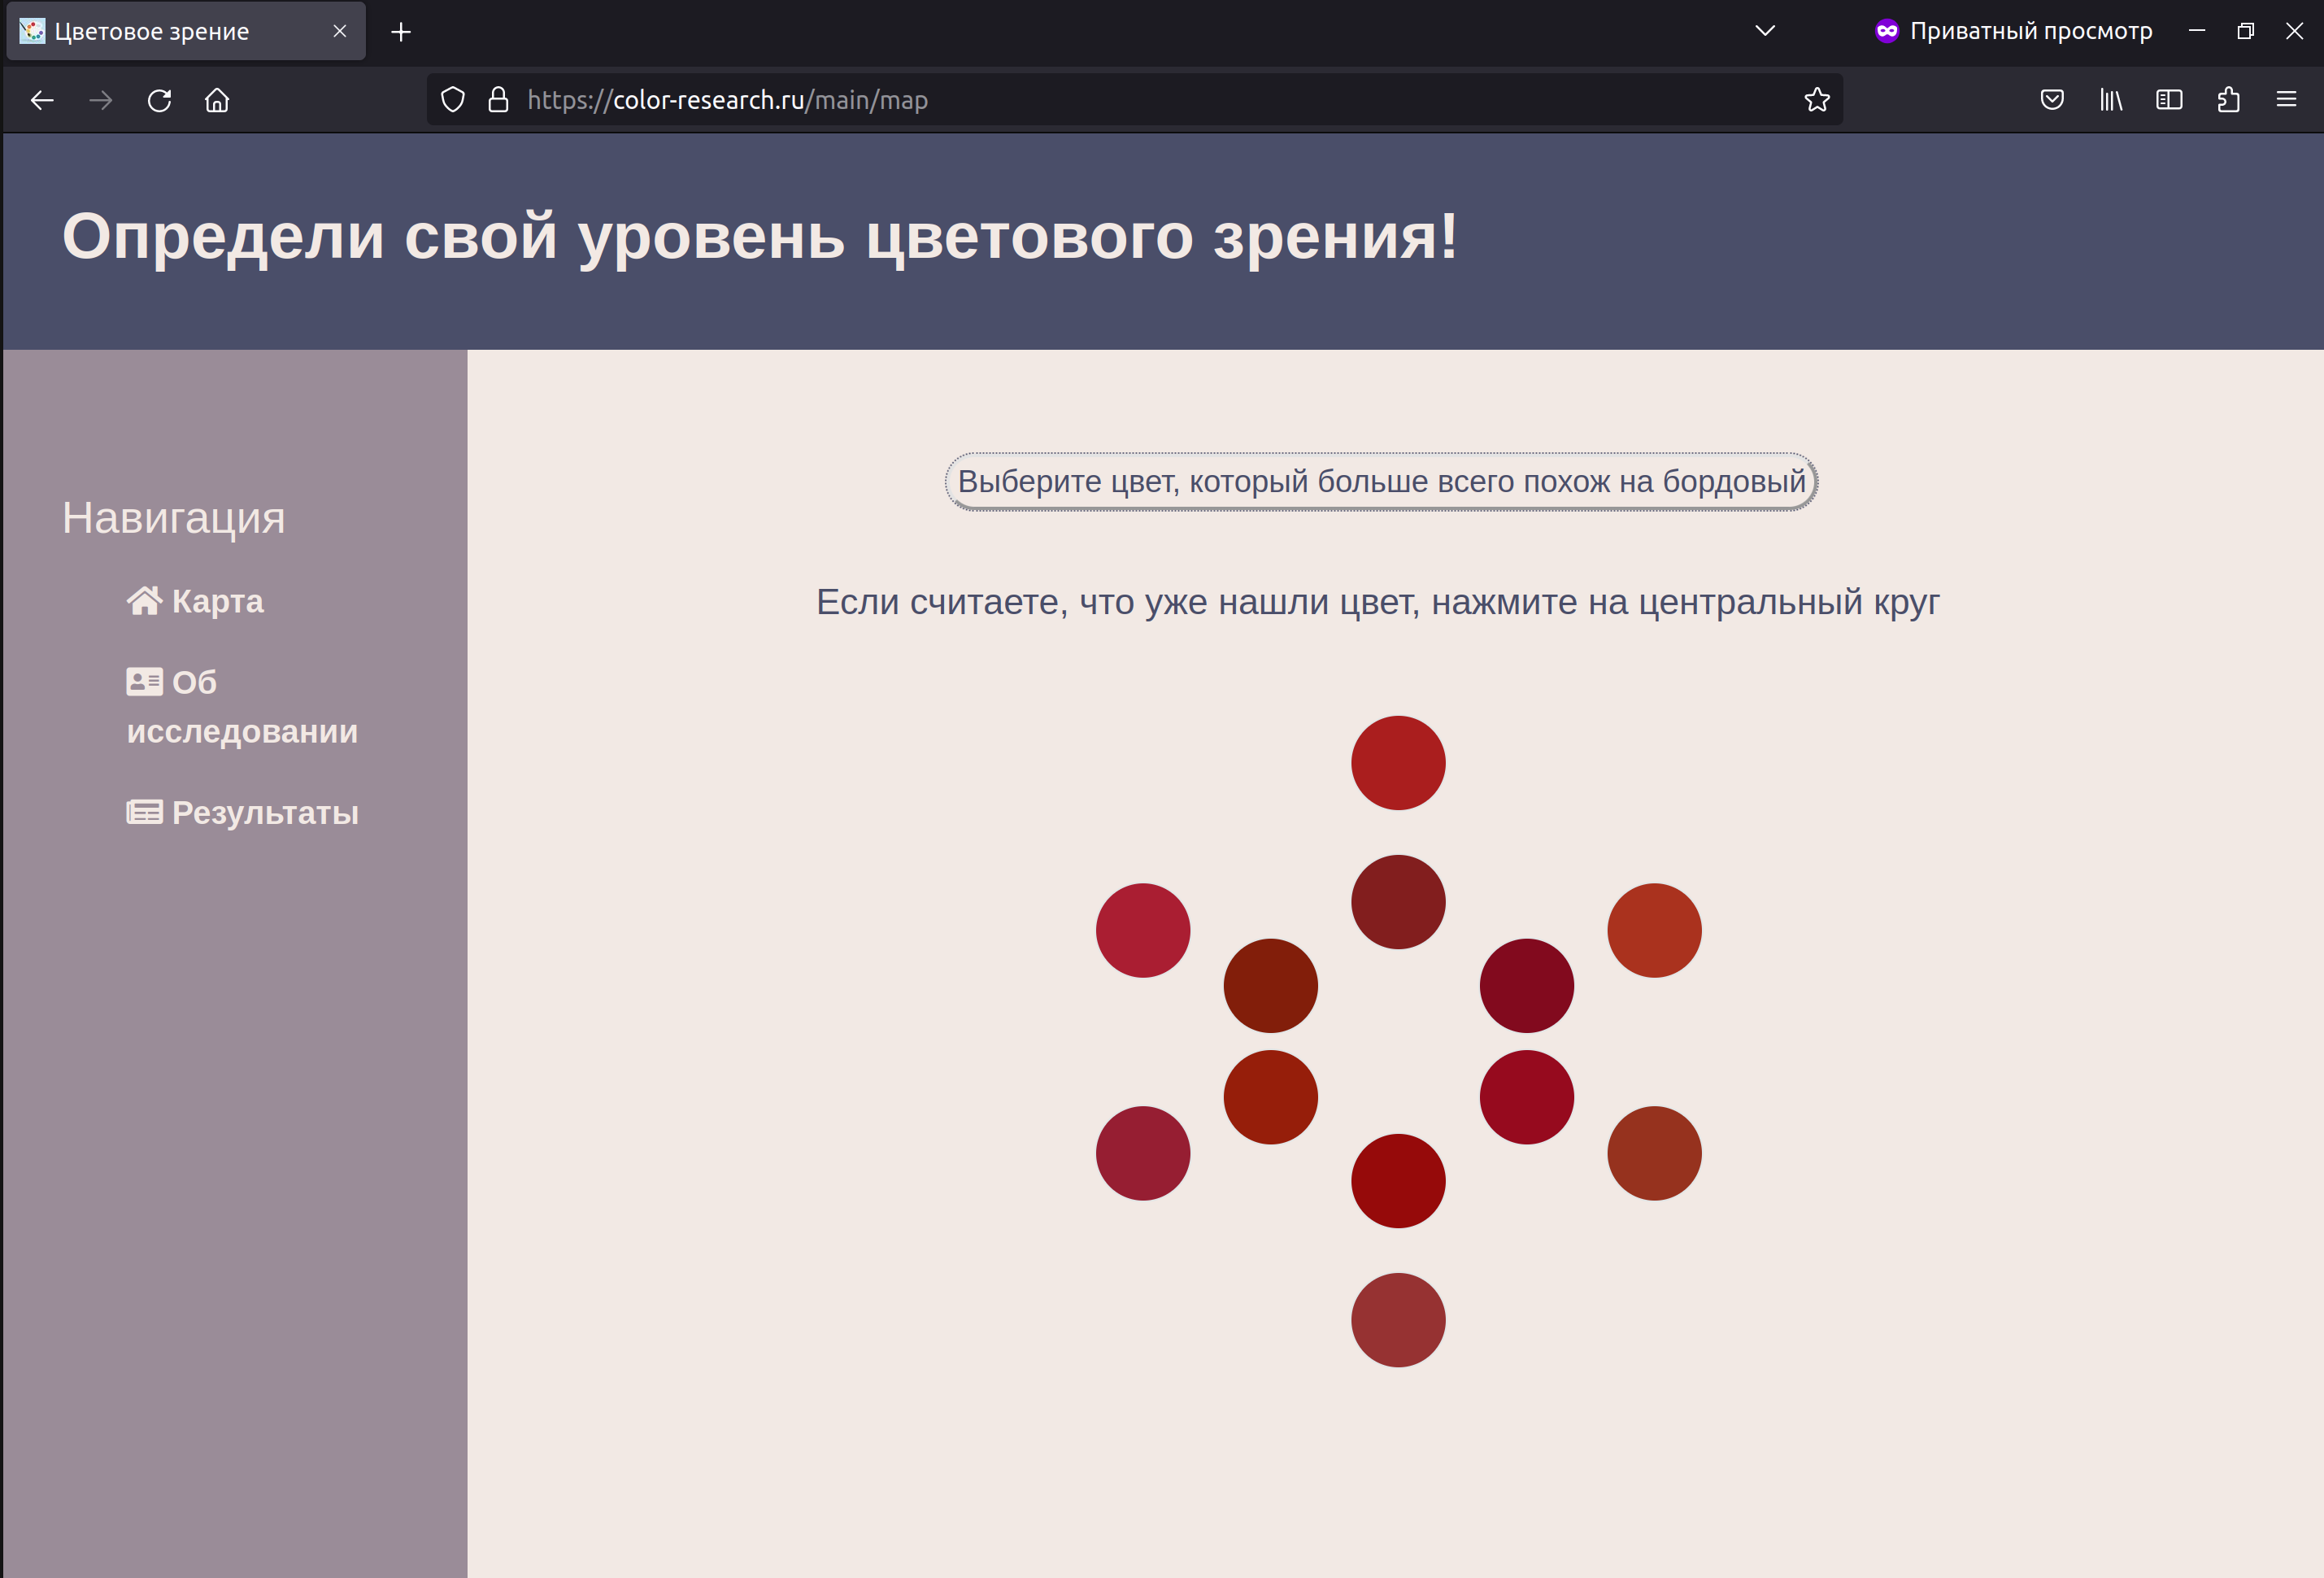 Цветовое зрение
Приватный просмотр
https://color-research.ru/main/map
Определи свой уровень цветового зрения!
Навигация
Карта
Об
исследовании
Результаты
Выберите цвет, который больше всего похож на бордовый
Если считаете, что уже нашли цвет, нажмите на центральный круг